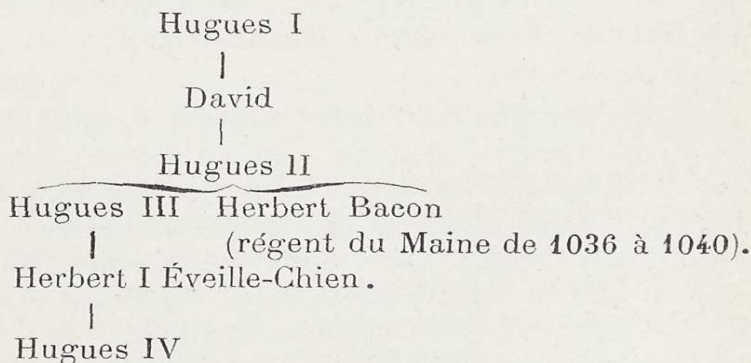 Hugues I
David
Hugues II
Hugues III Herbert Bacon
(régent du Maine de 1036 à 1040).
Herbert I Éveille-Chien.
Hugues IV